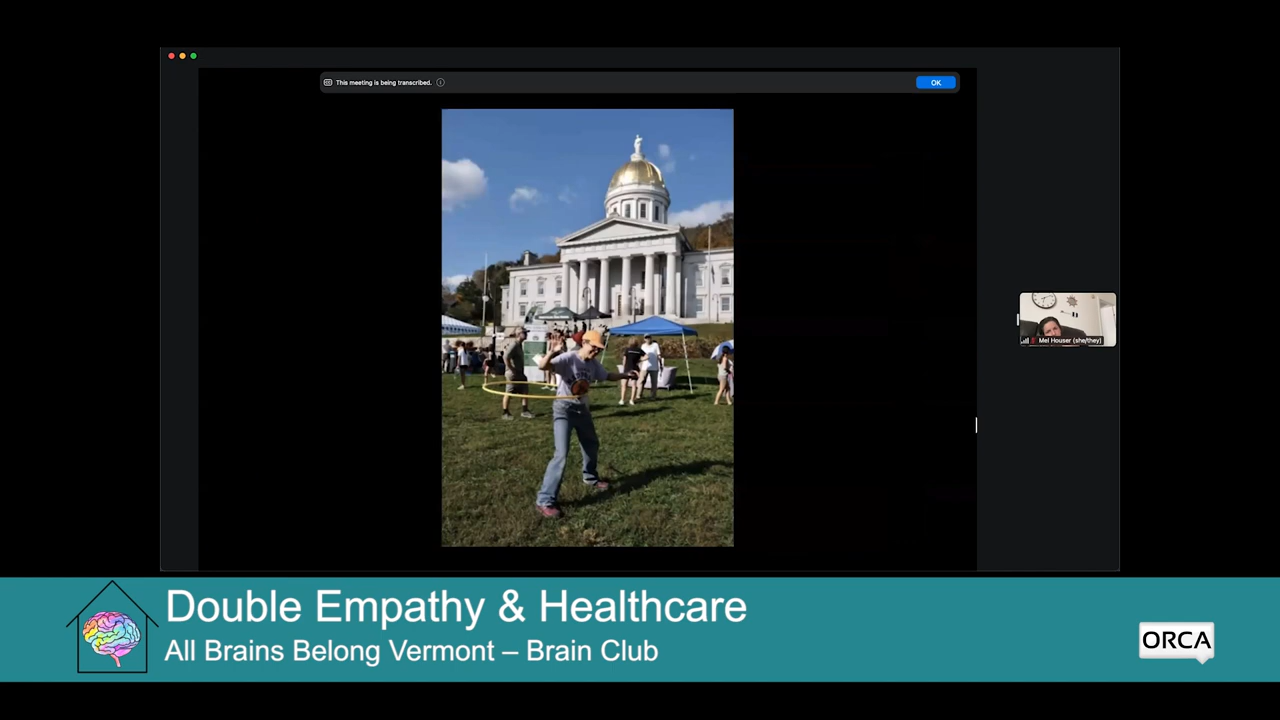 This meeting is being transcribed.
OK
Mel Houser (she/they)
Double Empathy & Healthcare
All Brains Belong Vermont – Brain Club
ORCA